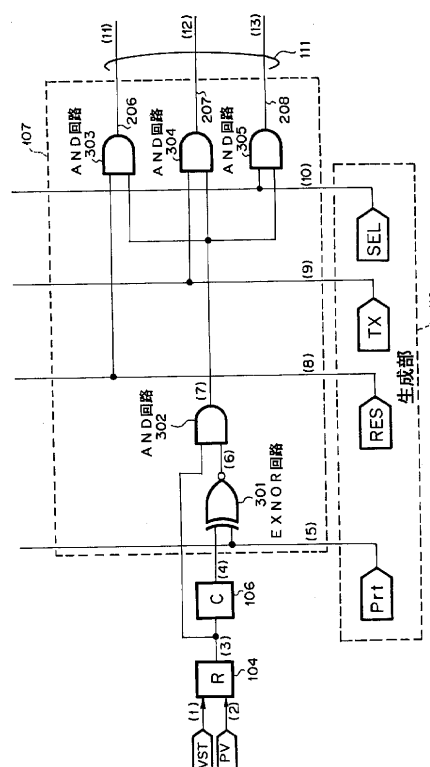 107
(11)
(12)
(13)
111
206
207
208
AND回路
303
AND回路
304
AND回路
305
(10)
(9)
(8)
(7)
AND回路
302
(6)
301
EXNOR回路
(5)
(4)
C
106
(3)
R
104
(1)
(2)
VST
PV
Prt
RES
TX
SEL
生成部